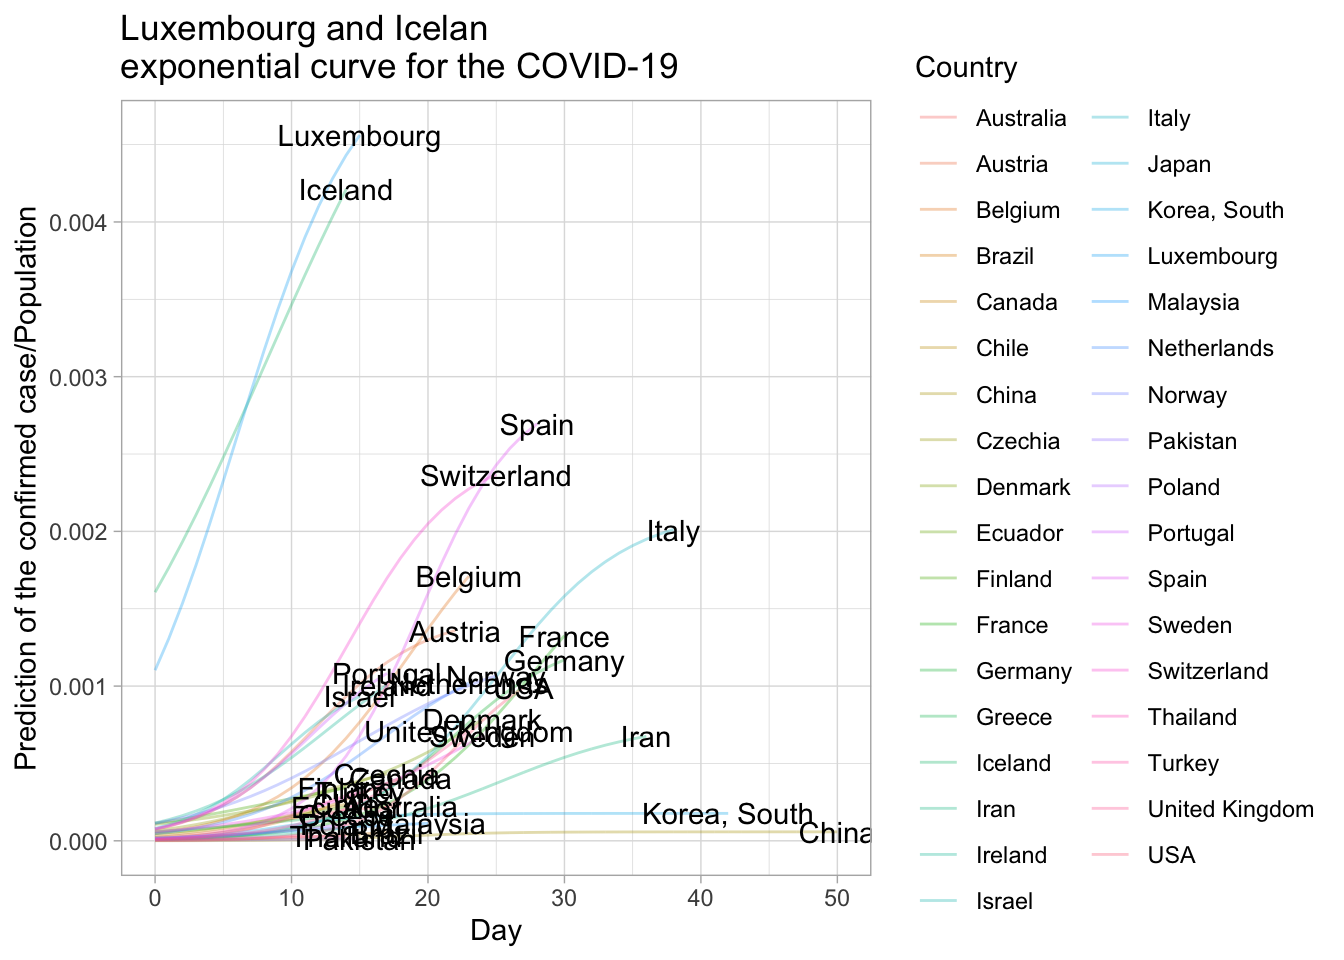 Luxembourg and Icelan
exponential curve for the COVID-19
Prediction of the confirmed case/Population
0.004
0.003
0.002
0.001
0.000
Luxembourg
Iceland
Spain
Switzerland
Italy
Belgium
Austria
France
Germany
Portugal
Norway
Ireland
Netherlands
USA
Israel
Denmark
United Kingdom
Sweden
Iran
Czechia
Canada
Finland
Turkey
Australia
Korea, South
Malaysia
China
Pakistan
0
10
20
30
40
50
Day
Country
Australia
Austria
Belgium
Brazil
Canada
Chile
China
Czechia
Denmark
Ecuador
Finland
France
Germany
Greece
Iceland
Iran
Ireland
Israel
Italy
Japan
Korea, South
Luxembourg
Malaysia
Netherlands
Norway
Pakistan
Poland
Portugal
Spain
Sweden
Switzerland
Thailand
Turkey
United Kingdom
USA